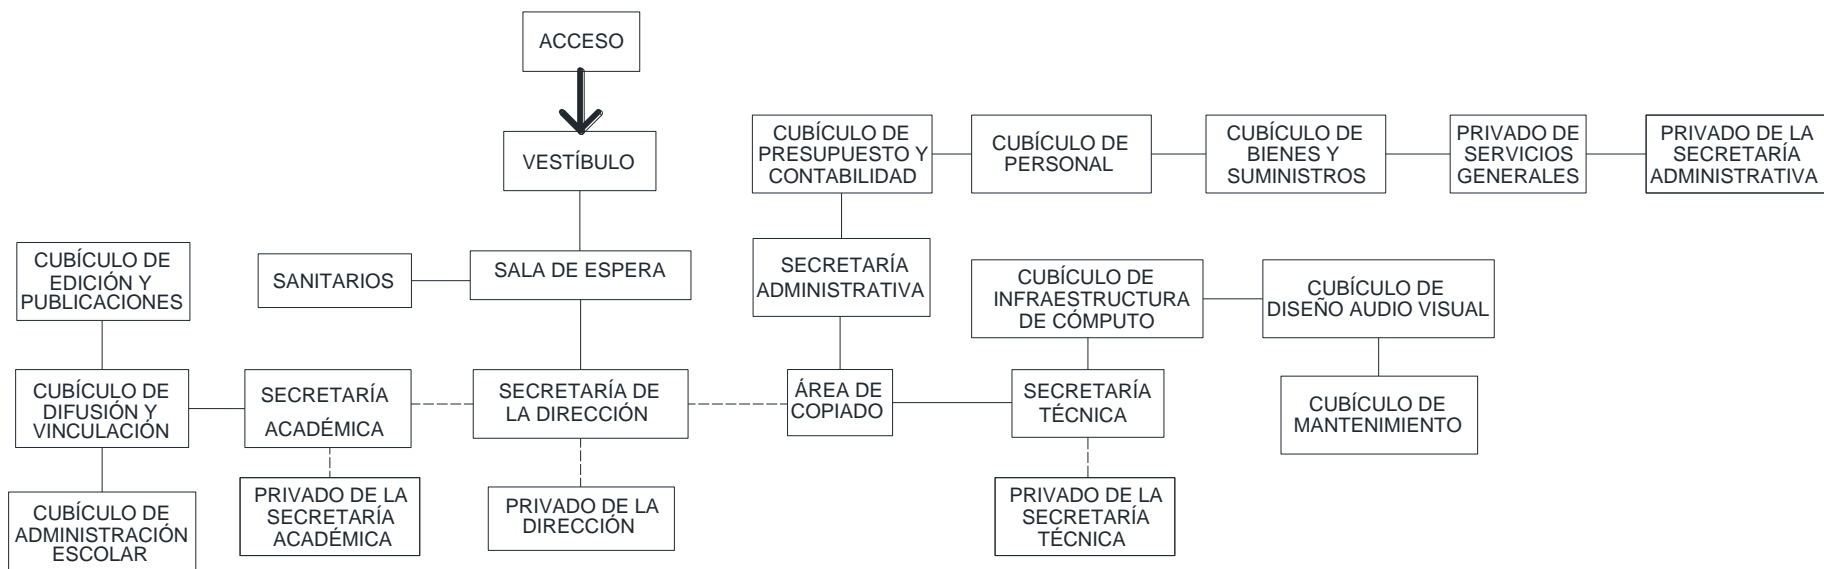 ACCESO
VESTÍBULO
CUBÍCULO DE
PRESUPUESTO Y
CONTABILIDAD
CUBÍCULO DE
PERSONAL
CUBÍCULO DE
BIENES Y
SUMINISTROS
PRIVADO DE
SERVICIOS
GENERALES
PRIVADO DE LA
SECRETARÍA
ADMINISTRATIVA
CUBÍCULO DE
EDICIÓN Y
PUBLICACIONES
SANITARIOS
SALA DE ESPERA
SECRETARÍA
ADMINISTRATIVA
CUBÍCULO DE
INFRAESTRUCTURA
DE CÓMPUTO
CUBÍCULO DE
DISEÑO AUDIO VISUAL
CUBÍCULO DE
DIFUSIÓN Y
VINCULACIÓN
SECRETARÍA
ACADÉMICA
SECRETARÍA DE
LA DIRECCIÓN
ÁREA DE
COPIADO
SECRETARÍA
TÉCNICA
CUBÍCULO DE
MANTENIMIENTO
CUBÍCULO DE
ADMINISTRACIÓN
ESCOLAR
PRIVADO DE LA
SECRETARÍA
ACADÉMICA
PRIVADO DE LA
DIRECCIÓN
PRIVADO DE LA
SECRETARÍA
TÉCNICA